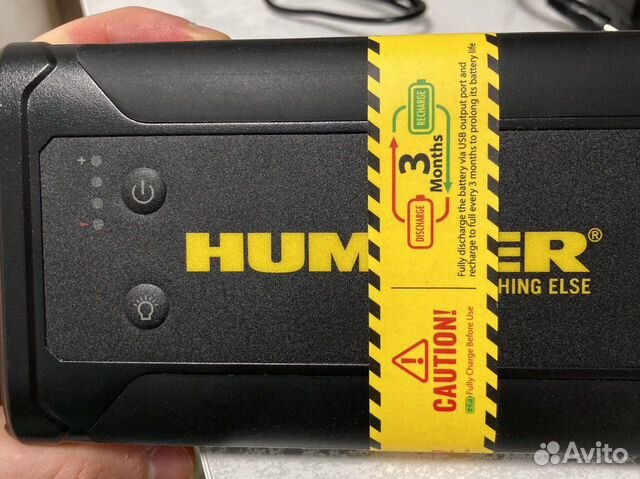 HUM ER®
THING ELSE
RECHARGE
3
Months
DISCHARGE
Fully discharge the battery via USB output port and
recharge to full every 3 months to prolong its battery life
CAUTION!
Fully Charge Before Use
Avito